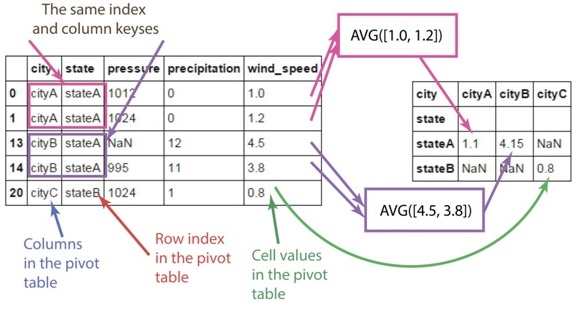 The same index
and column keyses
AVG([1.0, 1.2])
city state pressure precipitation wind_speed
0 cityA stateA 1012 0 1.0
1 cityA stateA 1024 0 1.2
13 cityB stateA NaN 12 4.5
14 cityB stateA 995 11 3.8
20 cityC stateB 1024 1 0.8
city cityA cityB cityC
state
stateA 1.1 4.15 NaN
stateB NaN NaN 0.8
AVG([4.5, 3.8])
Columns
in the pivot
table
Row index
in the pivot
table
Cell values
in the pivot
table